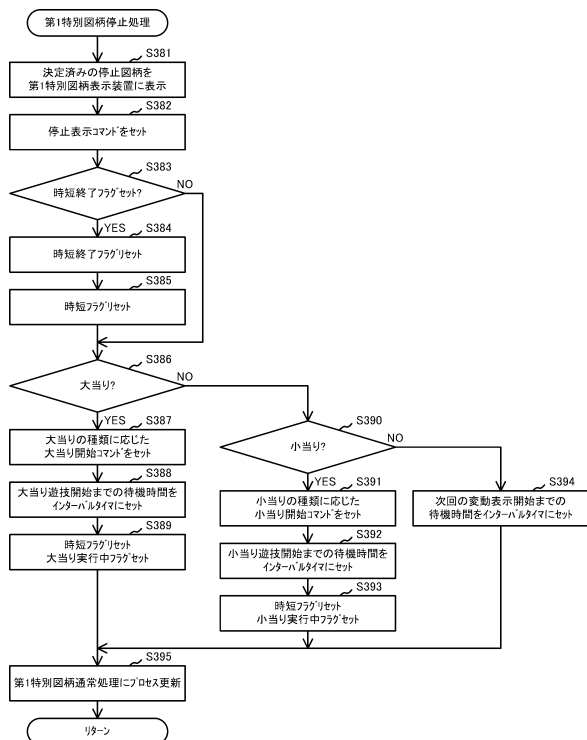 第1特別図柄停止処理
S381
決定済みの停止図柄を
第1特別図柄表示装置に表示
S382
停止表示コマンドをセット
S383
時短終了フラグセット?
NO
YES
S384
時短終了フラグリセット
S385
時短フラグリセット
S386
大当り?
NO
YES
S387
大当りの種類に応じた
大当り開始コマンドをセット
S388
大当り遊技開始までの待機時間を
インターバルタイマにセット
S389
時短フラグリセット
大当り実行中フラグセット
S390
小当り?
NO
YES
S391
小当りの種類に応じた
小当り開始コマンドをセット
S392
小当り遊技開始までの待機時間を
インターバルタイマにセット
S393
時短フラグリセット
小当り実行中フラグセット
S394
次回の変動表示開始までの
待機時間をインターバルタイマにセット
S395
第1特別図柄通常処理にプロセス更新
リターン